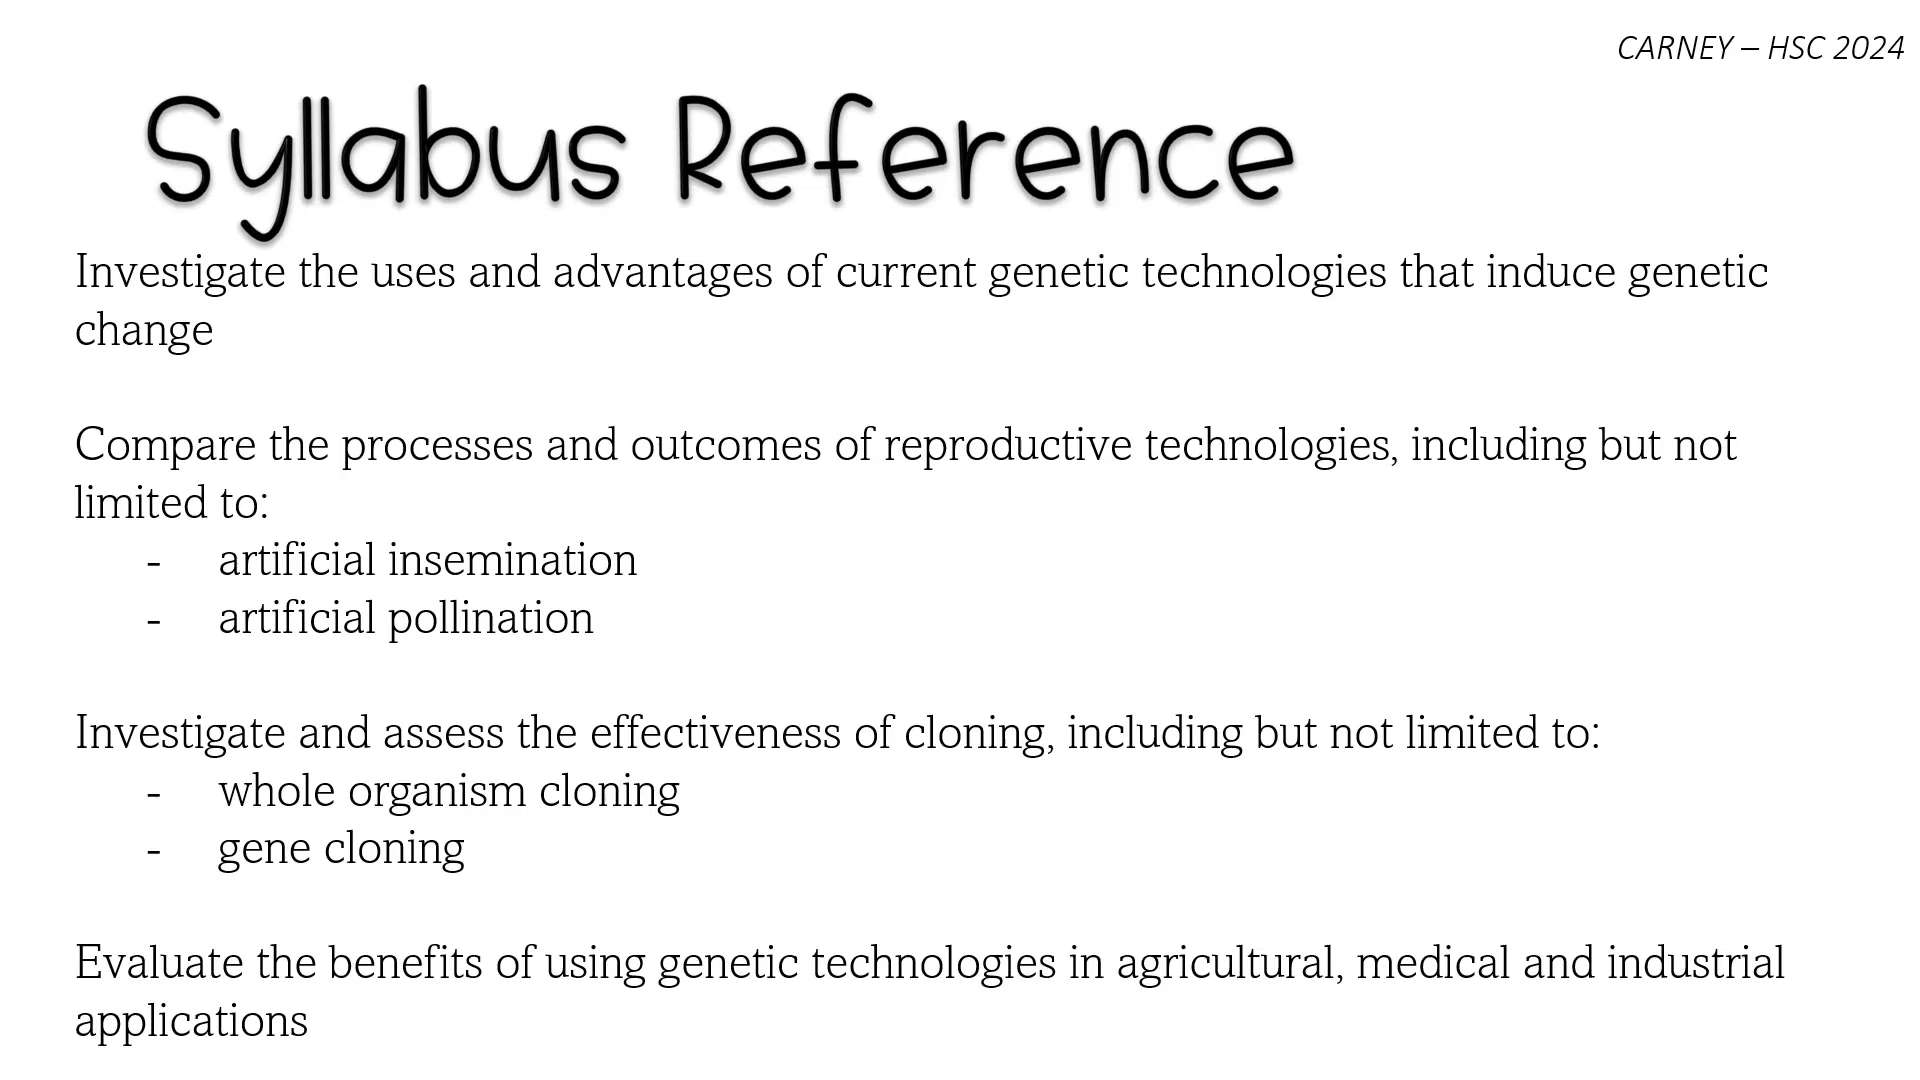 CARNEY – HSC 2024
Syllabus Reference
Investigate the uses and advantages of current genetic technologies that induce genetic
change
Compare the processes and outcomes of reproductive technologies, including but not
limited to:
- artificial insemination
- artificial pollination
Investigate and assess the effectiveness of cloning, including but not limited to:
- whole organism cloning
- gene cloning
Evaluate the benefits of using genetic technologies in agricultural, medical and industrial
applications